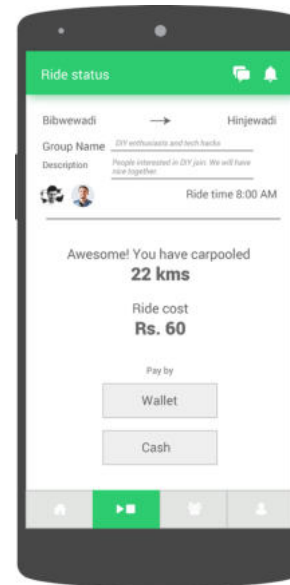 Ride status
Bibwewadi Hinjewadi
Group Name DIY enthusiasts and tech hacks
Description People interested in DIY join. We will have
nice together
Ride time 8:00 AM
Awesome! You have carpooled
22 kms
Ride cost
Rs. 60
Pay by
Wallet
Cash